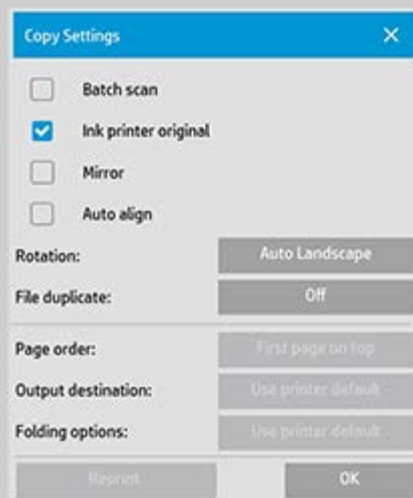 Copy Settings
Batch scan
Ink printer original
Mirror
Auto align
Rotation: Auto Landscape
File duplicate: Off
Page order: First page on top
Output destination: Use printer default
Folding options: Use printer default
Reprint OK